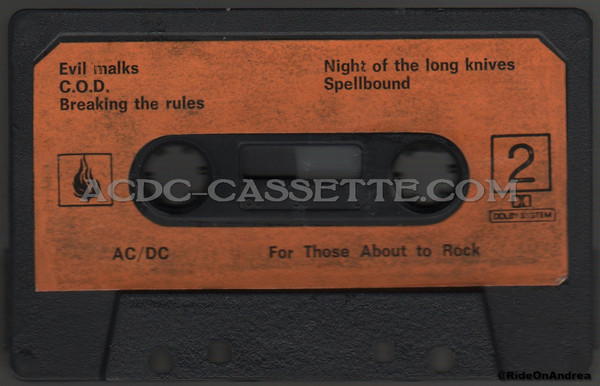 Evil malks
C.O.D.
Breaking the rules
Night of the long knives
Spellbound
2
ACDC-CASSETTE.COM
DOLBY SYSTEM
AC/DC
For Those About to Rock
@RideOnAndrea